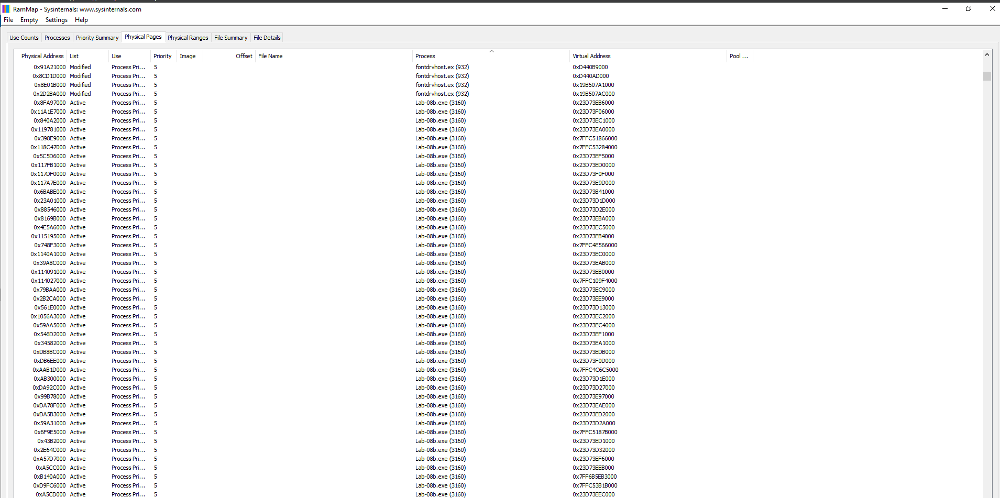 RamMap - Sysinternals: www.sysinternals.com
File Empty Settings Help
Use Counts Processes Priority Summary Physical Pages Physical Ranges File Summary File Details
Physical Address List Use Priority Image Offset File Name Process Virtual Address Pool ...
0x91A21000 Modified Process Pri... 5 fontdrvhost.ex (932) 0xD440B9000
0x8CD1D000 Modified Process Pri... 5 fontdrvhost.ex (932) 0xD440AD000
0x8E01B000 Modified Process Pri... 5 fontdrvhost.ex (932) 0x19B507A1000
0x2D2BA000 Modified Process Pri... 5 fontdrvhost.ex (932) 0x19B507AC000
0x8FA97000 Active Process Pri... 5 Lab-08b.exe (3160) 0x23D73EB6000
0x11A1E7000 Active Process Pri... 5 Lab-08b.exe (3160) 0x23D73F06000
0x840A2000 Active Process Pri... 5 Lab-08b.exe (3160) 0x23D73EC1000
0x119781000 Active Process Pri... 5 Lab-08b.exe (3160) 0x23D73EA0000
0x398E9000 Active Process Pri... 5 Lab-08b.exe (3160) 0x7FFC51866000
0x118C47000 Active Process Pri... 5 Lab-08b.exe (3160) 0x7FFC53284000
0x5C5D6000 Active Process Pri... 5 Lab-08b.exe (3160) 0x23D73EF5000
0x117FB1000 Active Process Pri... 5 Lab-08b.exe (3160) 0x23D73ED0000
0x117DF0000 Active Process Pri... 5 Lab-08b.exe (3160) 0x23D73F0F000
0x117A7E000 Active Process Pri... 5 Lab-08b.exe (3160) 0x23D73E9D000
0x6BABE000 Active Process Pri... 5 Lab-08b.exe (3160) 0x23D73B41000
0x23A01000 Active Process Pri... 5 Lab-08b.exe (3160) 0x23D73D1D000
0x88546000 Active Process Pri... 5 Lab-08b.exe (3160) 0x23D73D2E000
0x8169B000 Active Process Pri... 5 Lab-08b.exe (3160) 0x23D73EBA000
0x4E5A6000 Active Process Pri... 5 Lab-08b.exe (3160) 0x23D73EC5000
0x115195000 Active Process Pri... 5 Lab-08b.exe (3160) 0x23D73EB4000
0x748F3000 Active Process Pri... 5 Lab-08b.exe (3160) 0x7FFC4E566000
0x1140A1000 Active Process Pri... 5 Lab-08b.exe (3160) 0x23D73EC0000
0x39A8C000 Active Process Pri... 5 Lab-08b.exe (3160) 0x23D73EAB000
0x114091000 Active Process Pri... 5 Lab-08b.exe (3160) 0x23D73EB0000
0x114027000 Active Process Pri... 5 Lab-08b.exe (3160) 0x7FFC109F4000
0x79BAA000 Active Process Pri... 5 Lab-08b.exe (3160) 0x23D73EC9000
0x2B2CA000 Active Process Pri... 5 Lab-08b.exe (3160) 0x23D73EE9000
0x561E0000 Active Process Pri... 5 Lab-08b.exe (3160) 0x23D73D13000
0x1056A3000 Active Process Pri... 5 Lab-08b.exe (3160) 0x23D73EC2000
0x59AA5000 Active Process Pri... 5 Lab-08b.exe (3160) 0x23D73EC4000
0x546D2000 Active Process Pri... 5 Lab-08b.exe (3160) 0x23D73EF1000
0x34582000 Active Process Pri... 5 Lab-08b.exe (3160) 0x23D73EA1000
0xDB8BC000 Active Process Pri... 5 Lab-08b.exe (3160) 0x23D73EDB000
0xDB6EE000 Active Process Pri... 5 Lab-08b.exe (3160) 0x23D73F0D000
0xAAB1D000 Active Process Pri... 5 Lab-08b.exe (3160) 0x7FFC4C6C5000
0xAB300000 Active Process Pri... 5 Lab-08b.exe (3160) 0x23D73D1E000
0xDA92C000 Active Process Pri... 5 Lab-08b.exe (3160) 0x23D73D27000
0x99B78000 Active Process Pri... 5 Lab-08b.exe (3160) 0x23D73E97000
0xDA78F000 Active Process Pri... 5 Lab-08b.exe (3160) 0x23D73EAE000
0xDA5B3000 Active Process Pri... 5 Lab-08b.exe (3160) 0x23D73ED2000
0x59A31000 Active Process Pri... 5 Lab-08b.exe (3160) 0x23D73D2A000
0x6F9E5000 Active Process Pri... 5 Lab-08b.exe (3160) 0x7FFC5187B000
0x43B2000 Active Process Pri... 5 Lab-08b.exe (3160) 0x23D73ED1000
0x2E64C000 Active Process Pri... 5 Lab-08b.exe (3160) 0x23D73D32000
0xA57D7000 Active Process Pri... 5 Lab-08b.exe (3160) 0x23D73EF6000
0xA5CC000 Active Process Pri... 5 Lab-08b.exe (3160) 0x23D73EEB000
0xB140A000 Active Process Pri... 5 Lab-08b.exe (3160) 0x7FF6B5EB3000
0xD9FC6000 Active Process Pri... 5 Lab-08b.exe (3160) 0x7FFC53B1B000
0xA5CD000 Active Process Pri... 5 Lab-08b.exe (3160) 0x23D73EEC000